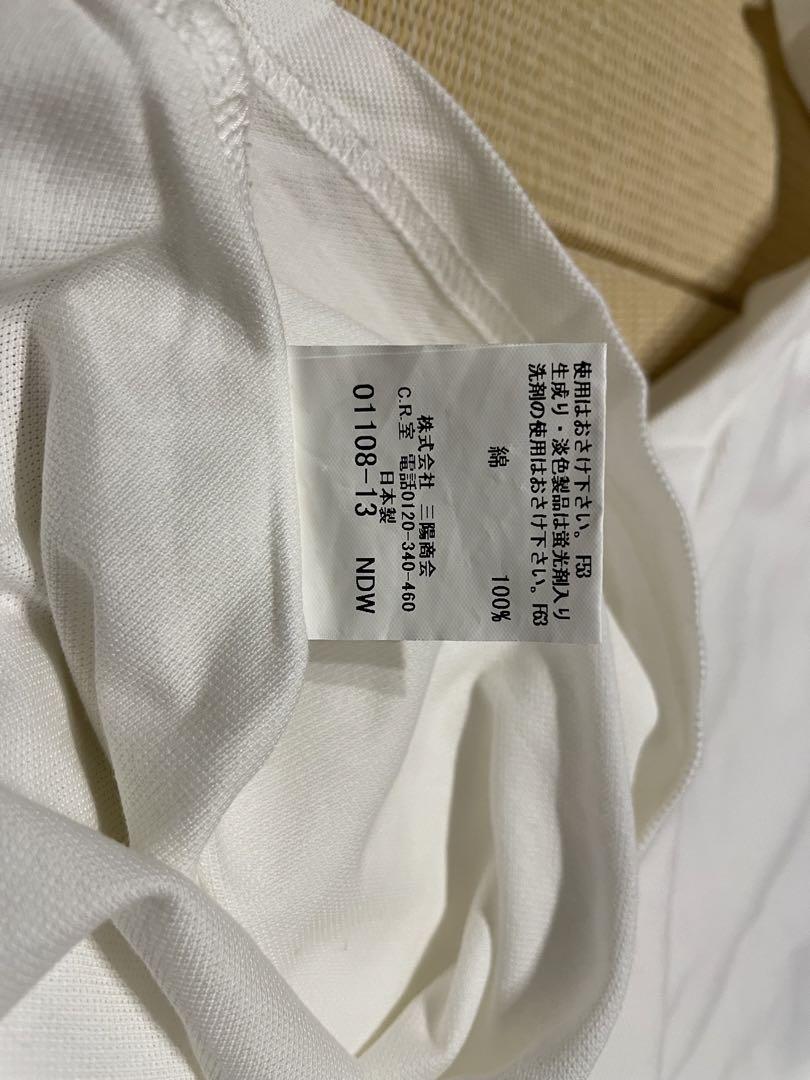 使用はおさけ下さい。 F53
生成り・淡色製品は蛍光剤入り
洗剤の使用はおさけ下さい。 F63
綿 100%
株式会社 三陽商会
C.R.室 電話0120-340-460
日本製
01108-13 NDW